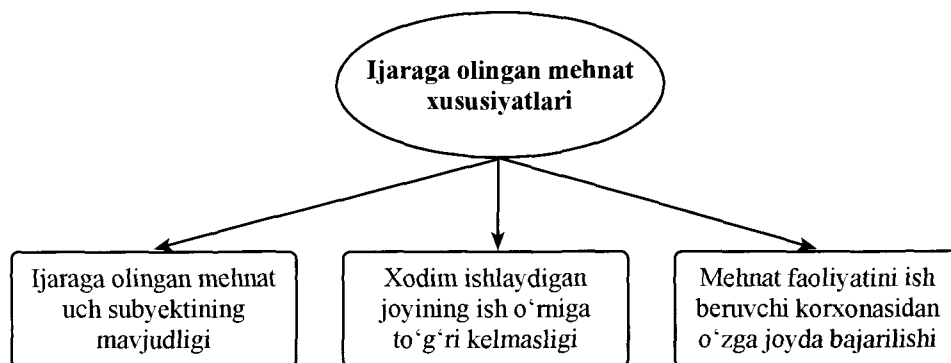 Ijaraga olingan mehnat
xususiyatlari
Ijaraga olingan mehnat
uch subyektining
mavjudligi
Xodim ishlaydigan
joyining ish o‘rniga
to‘g‘ri kelmasligi
Mehnat faoliyatini ish
beruvchi korxonasidan
o‘zga joyda bajarilishi